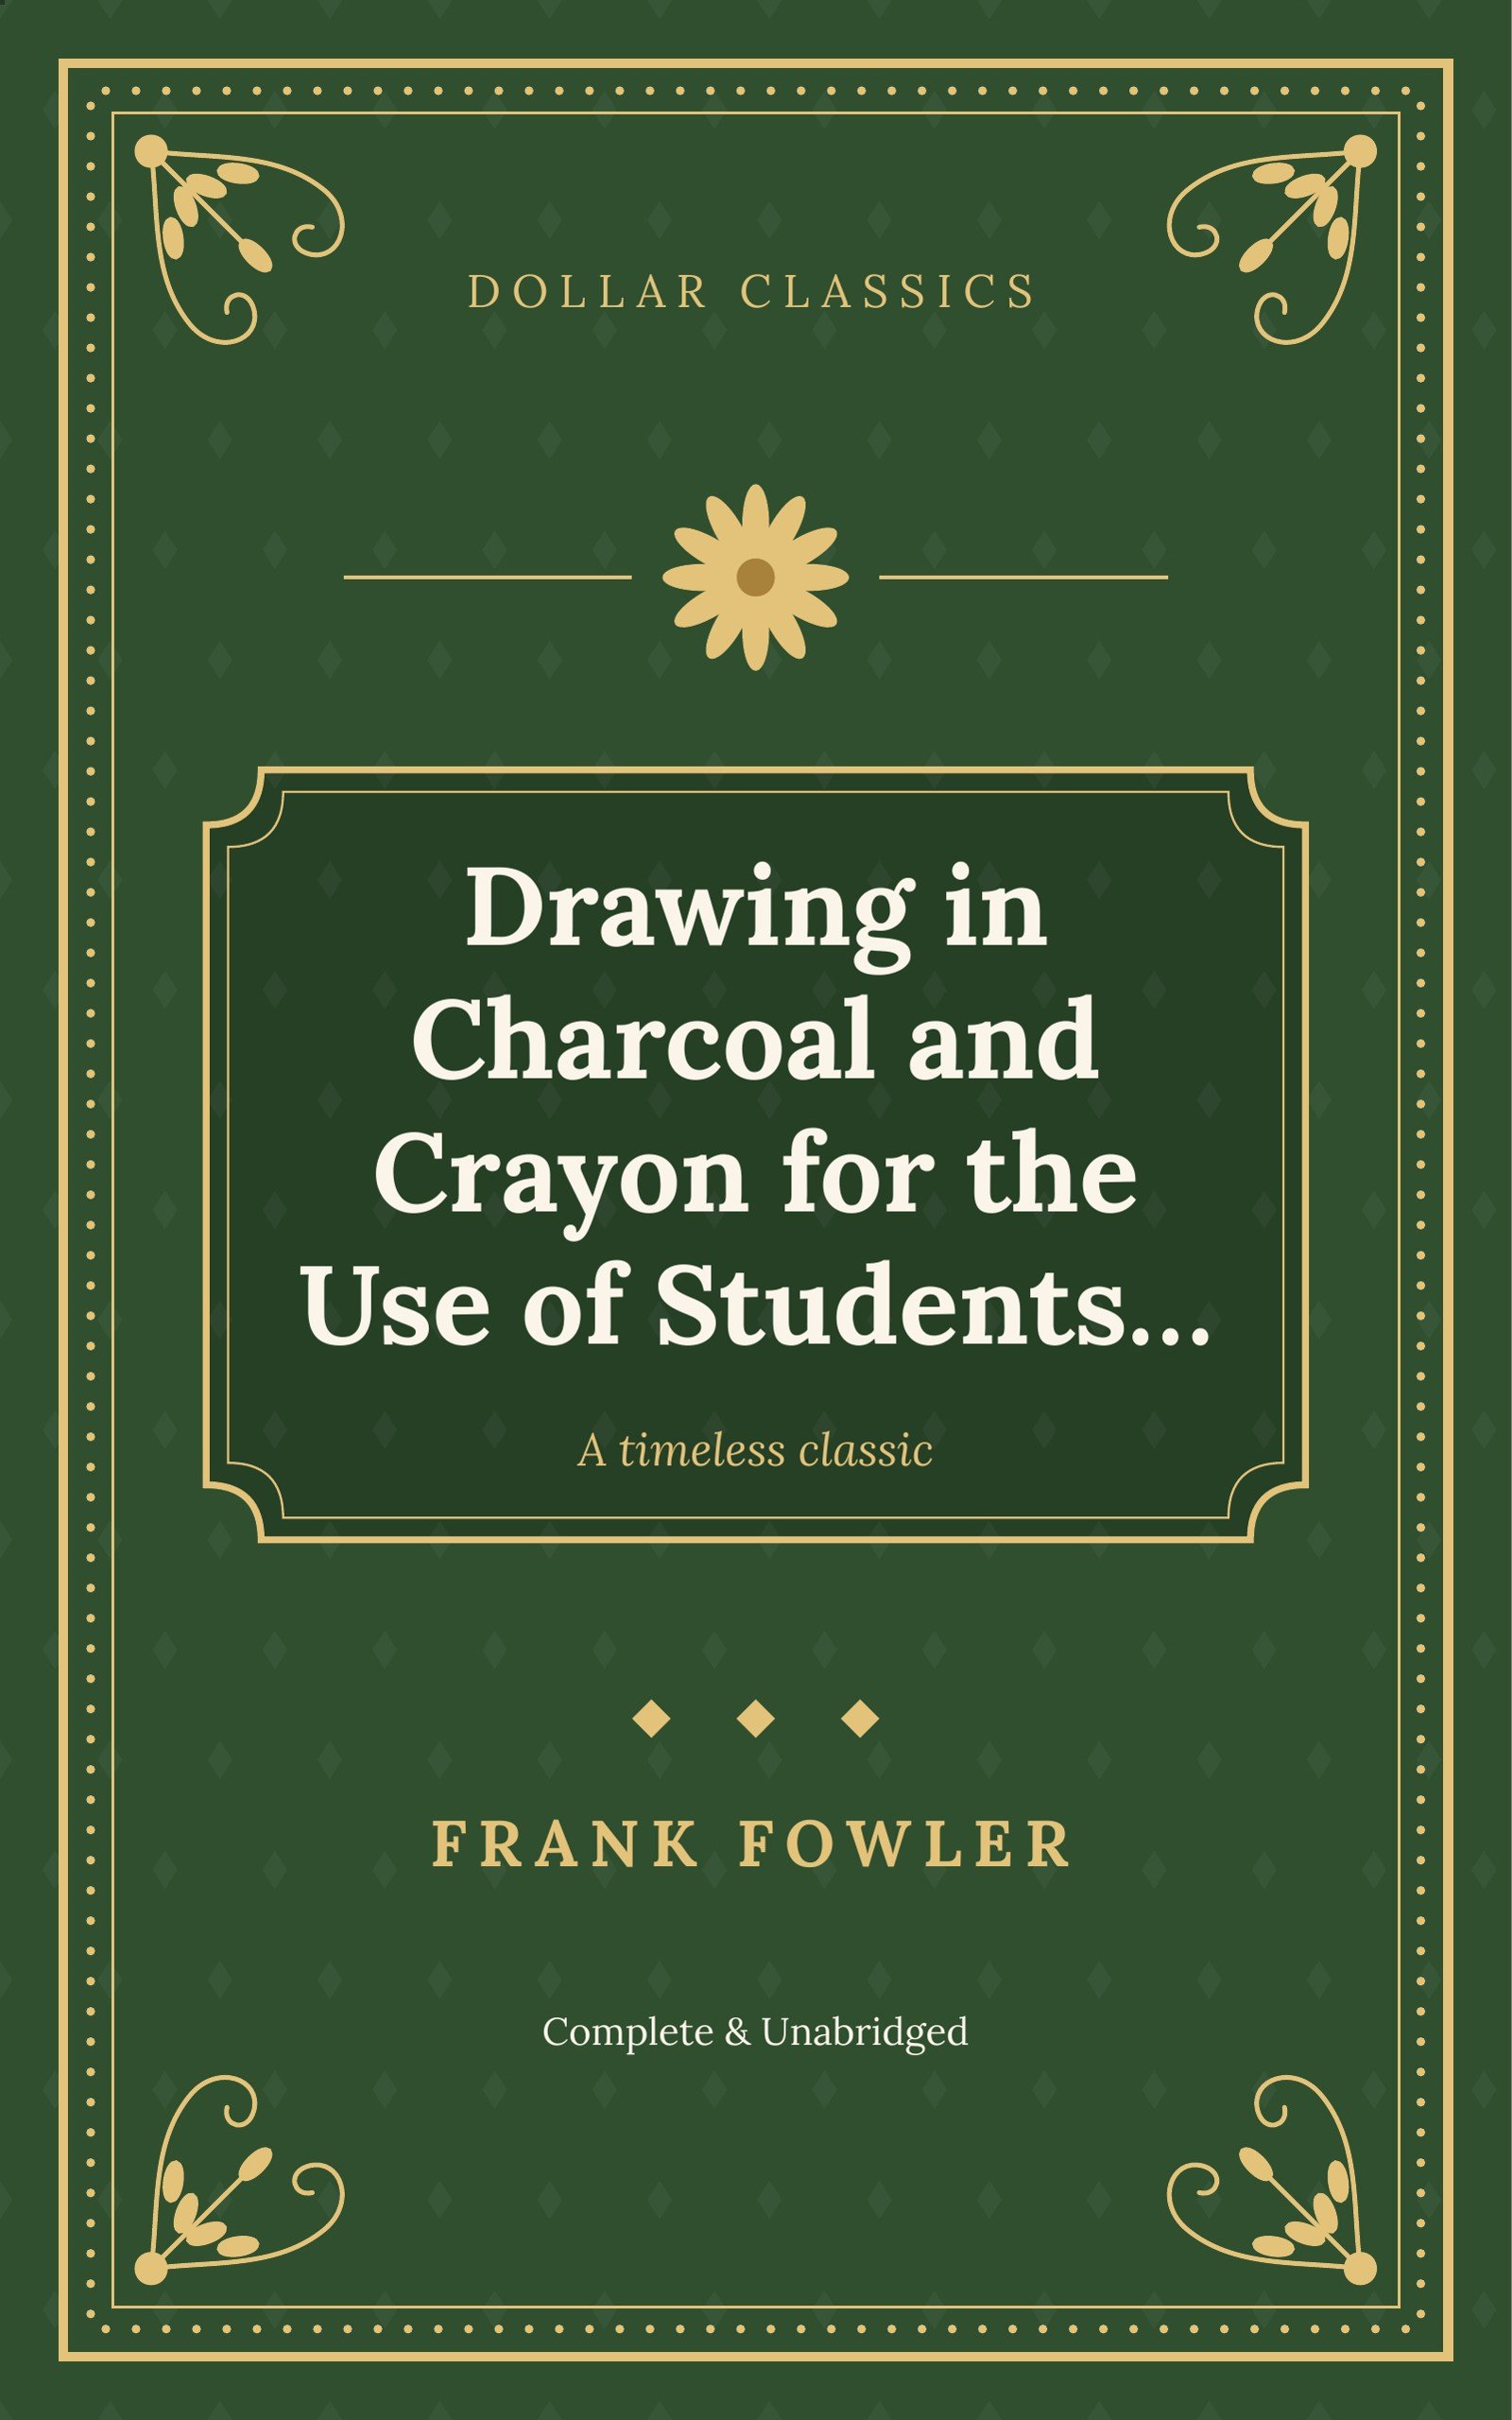 DOLLAR CLASSICS
Drawing in
Charcoal and
Crayon for the
Use of Students...
A timeless classic
FRANK FOWLER
Complete & Unabridged